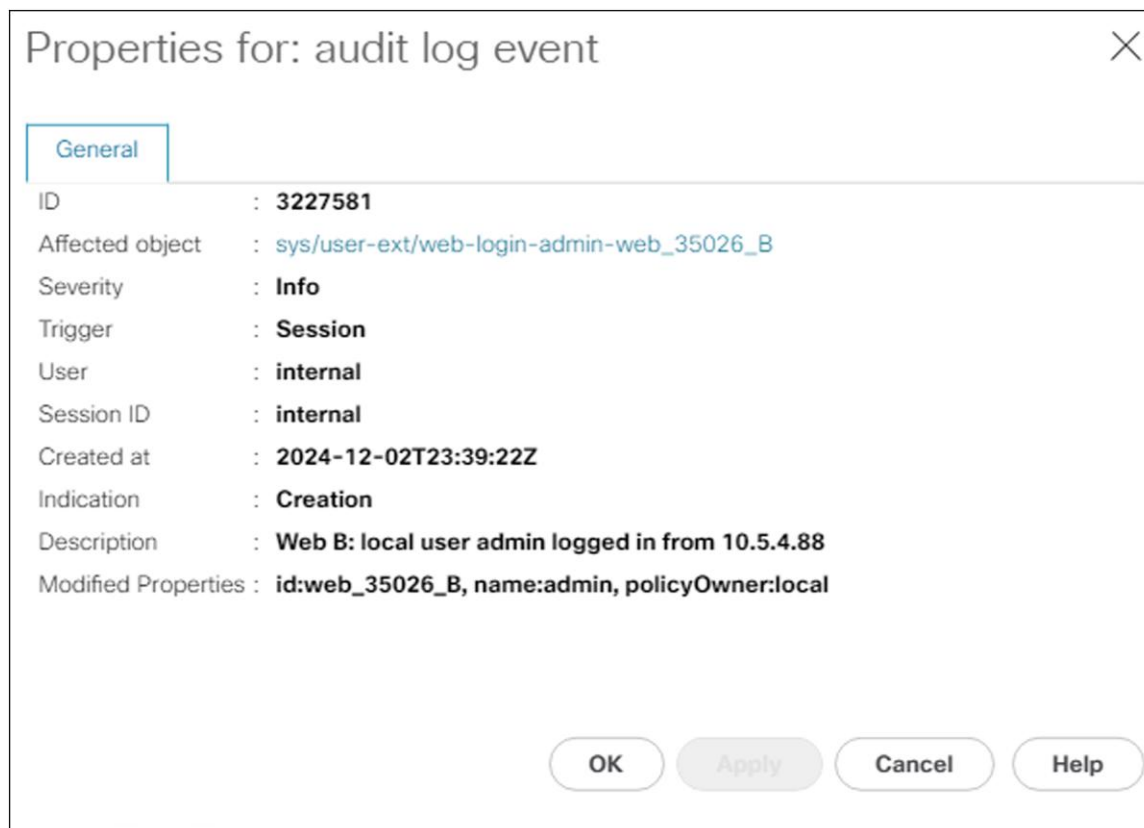 Properties for: audit log event
General
ID : 3227581
Affected object : sys/user-ext/web-login-admin-web_35026_B
Severity : Info
Trigger : Session
User : internal
Session ID : internal
Created at : 2024-12-02T23:39:22Z
Indication : Creation
Description : Web B: local user admin logged in from 10.5.4.88
Modified Properties : id:web_35026_B, name:admin, policyOwner:local
OK Apply Cancel Help